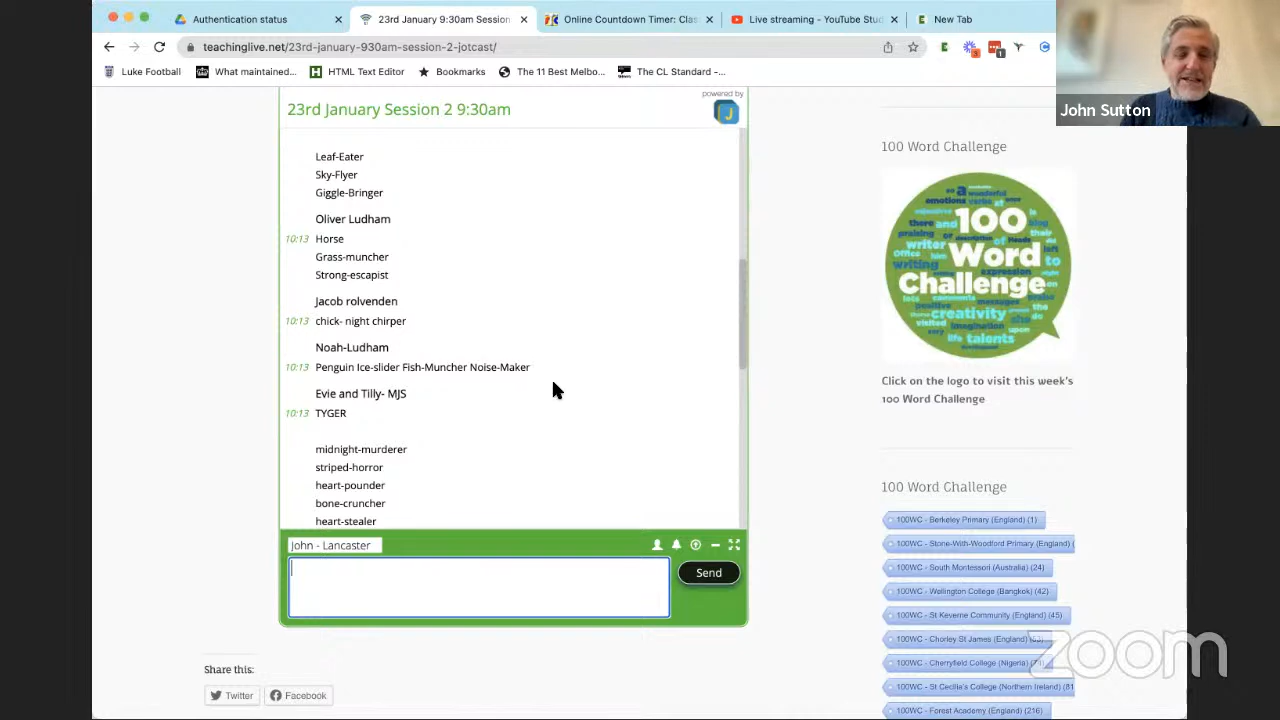 Authentication status
23rd January 9:30am Session
Online Countdown Timer: Clas
Live streaming - YouTube Stud
New Tab
teachinglive.net/23rd-january-930am-session-2-jotcast/
Luke Football
What maintained...
HTML Text Editor
Bookmarks
The 11 Best Melbo...
The CL Standard -...
John Sutton
powered by
23rd January Session 2 9:30am
Leaf-Eater
Sky-Flyer
Giggle-Bringer
Oliver Ludham
10:13 Horse
Grass-muncher
Strong-escapist
Jacob rolvenden
10:13 chick- night chirper
Noah-Ludham
10:13 Penguin Ice-slider Fish-Muncher Noise-Maker
Evie and Tilly- MJS
10:13 TYGER
midnight-murderer
striped-horror
heart-pounder
bone-cruncher
heart-stealer
John - Lancaster
Send
Share this:
Twitter
Facebook
100 Word Challenge
100
Word
Challenge
creativity
Click on the logo to visit this week's
100 Word Challenge
100 Word Challenge
100WC - Berkeley Primary (England) (1)
100WC - Stone-With-Woodford Primary (England) (
100WC - South Montessori (Australia) (24)
100WC - Wellington College (Bangkok) (42)
100WC - St Keverne Community (England) (45)
100WC - Chorley St James (England)
100WC - Cherryfield College (Nigeria)
100WC - St Cecilia's College (Northern Ireland) (81
100WC - Forest Academy (England) (216)
zoom